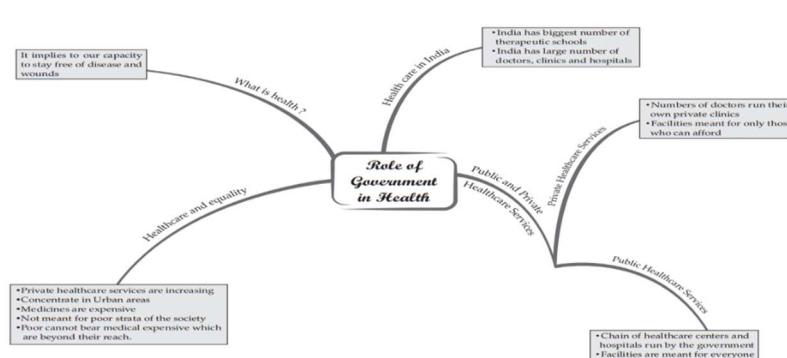 It implies to our capacity
to stay free of disease and
wounds
What is health ?
Health care in India
•India has biggest number of
therapeutic schools
•India has large number of
doctors, clinics and hospitals
Role of
Government
in Health
Healthcare and equality
•Private healthcare services are increasing
•Concentrate in Urban areas
•Medicines are expensive
•Not meant for poor strata of the society
•Poor cannot bear medical expensive which
are beyond their reach.
Public and Private
Healthcare Services
Private Healthcare Services
•Numbers of doctors run
own private clinics
•Facilities meant for only
who can afford
Public Healthcare Services
•Chain of healthcare centers and
hospitals run by the government
•Facilities are meant for everyone